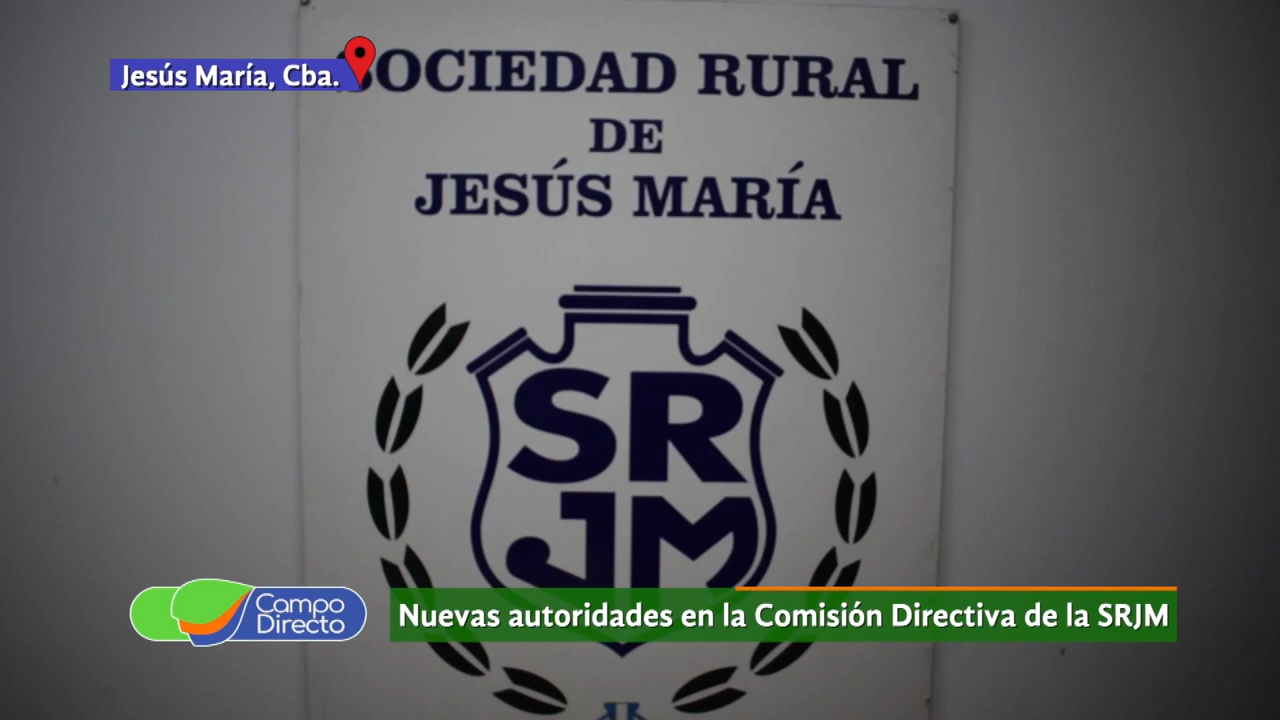 Jesús María, Cba.
SOCIEDAD RURAL
DE
JESÚS MARÍA
SR
JM
Campo
Directo
Nuevas autoridades en la Comisión Directiva de la SRJM